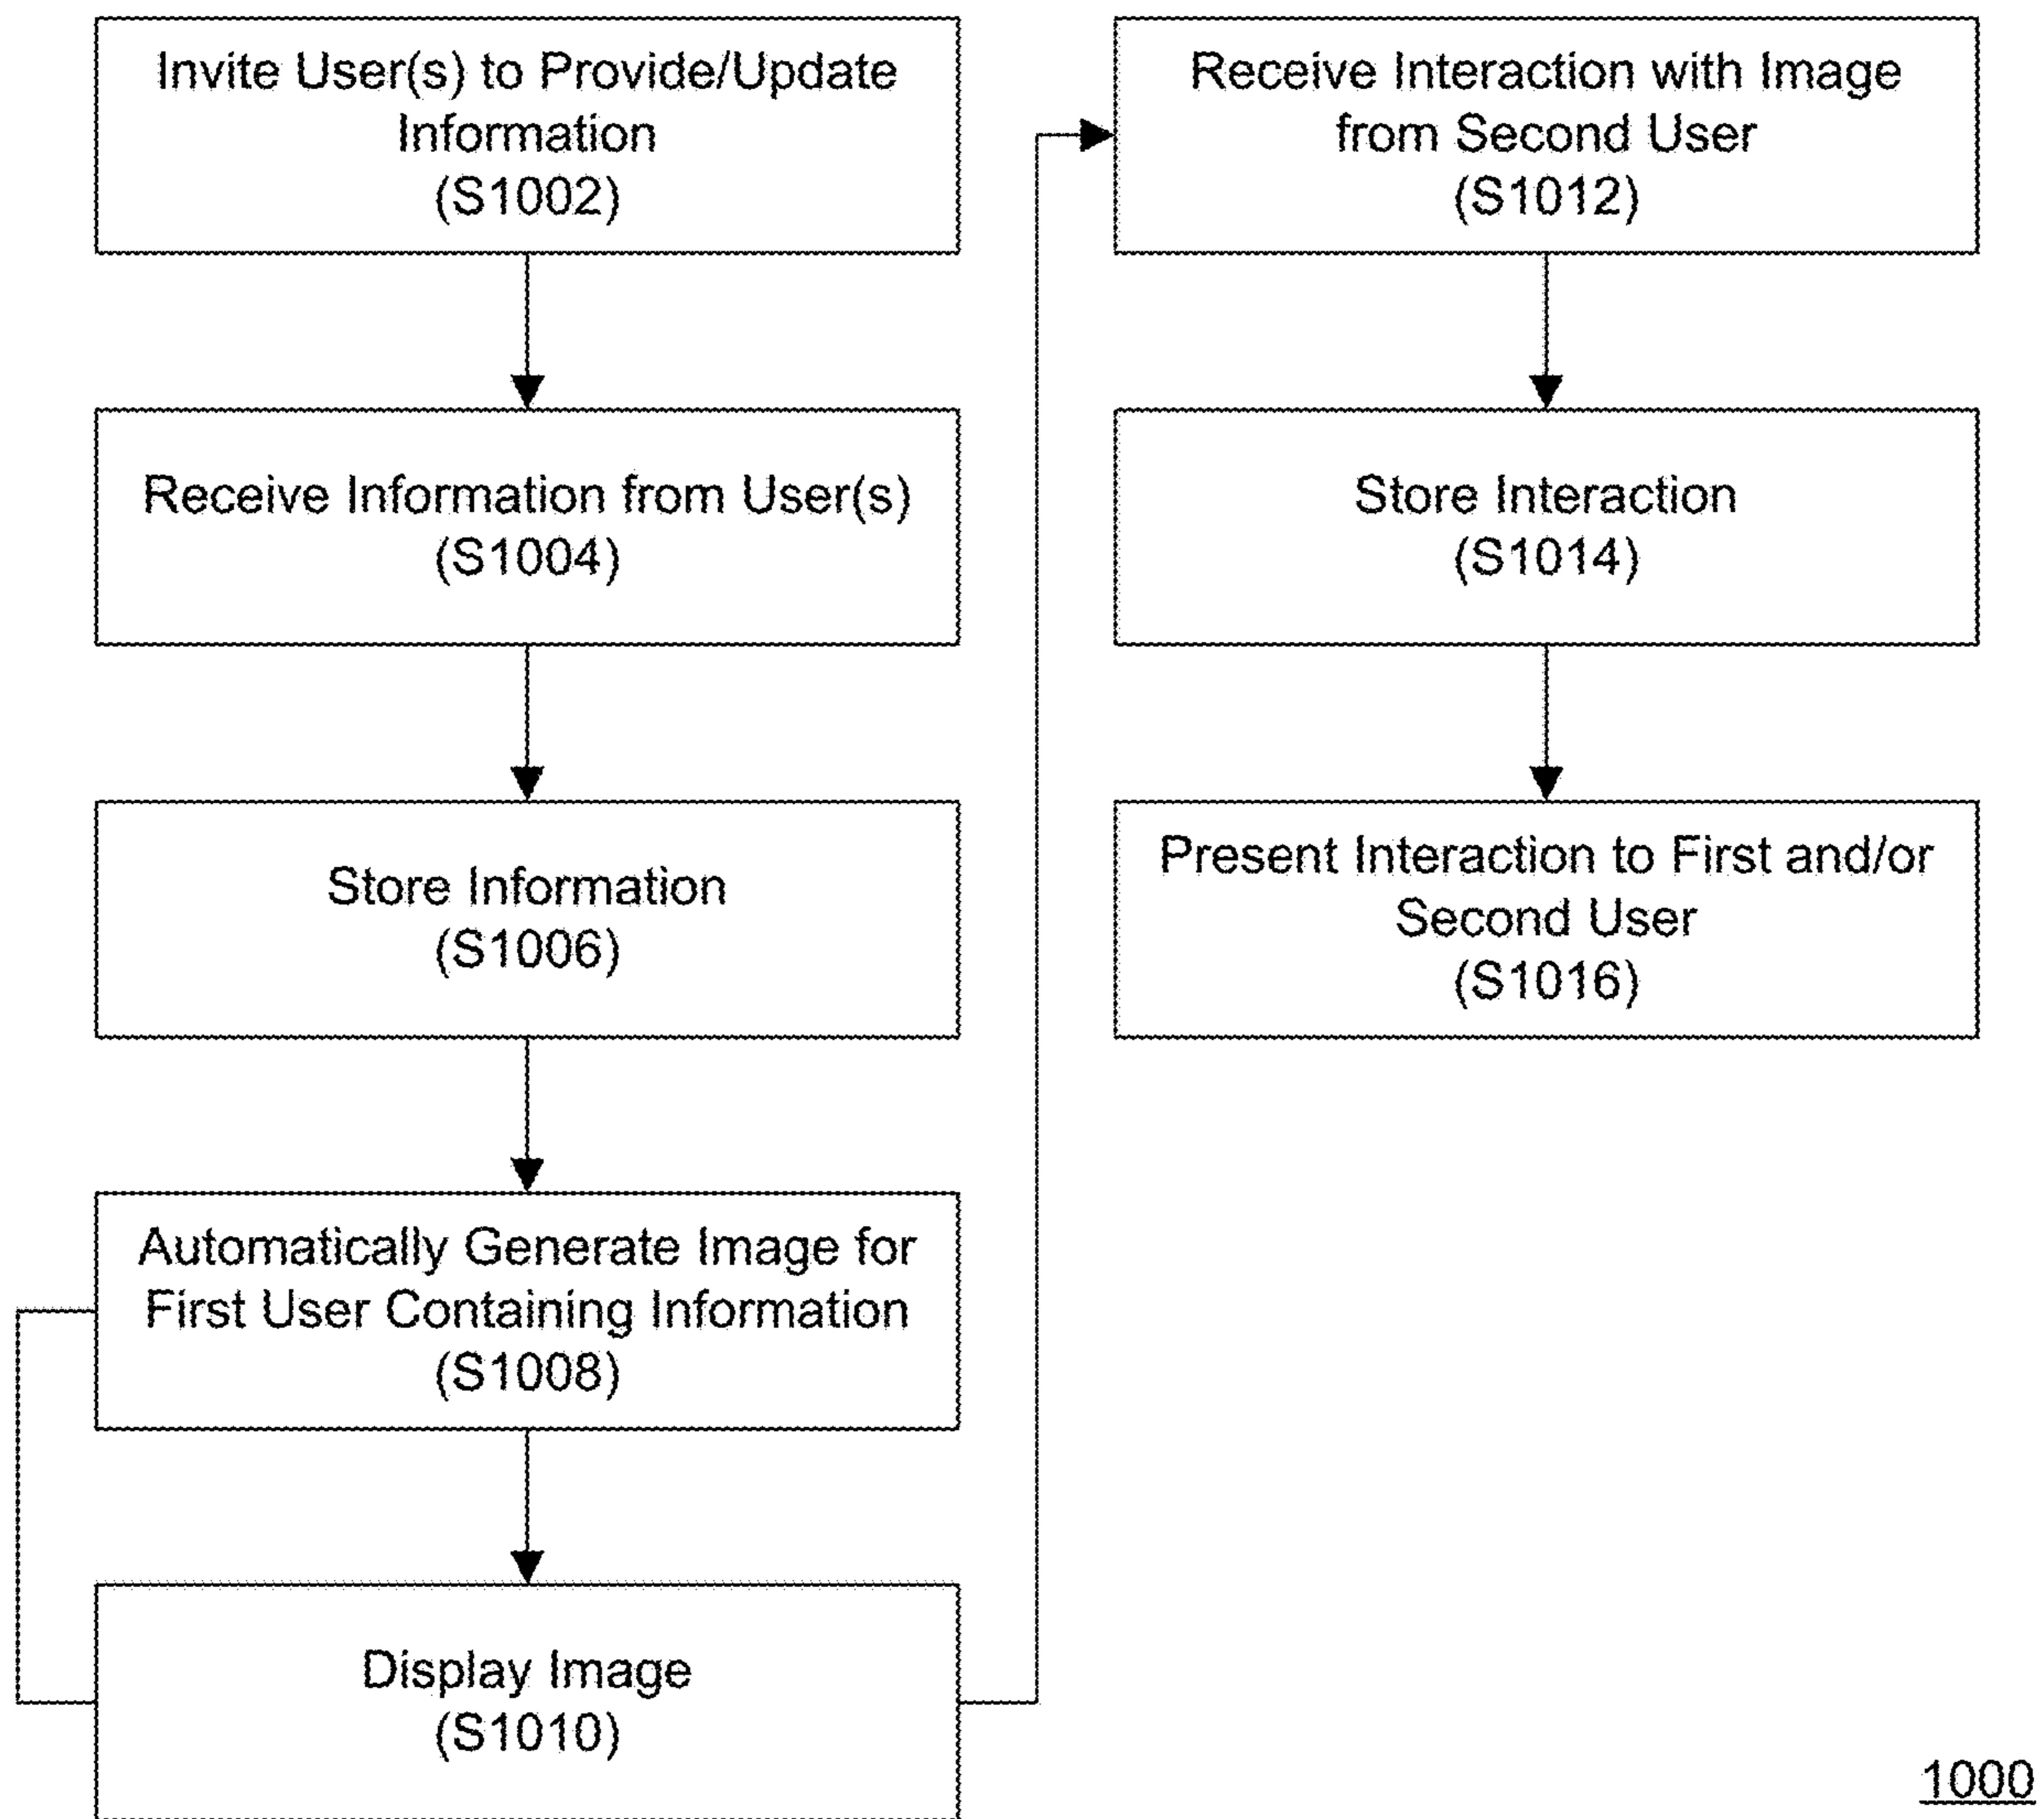 Invite User(s) to Provide/Update
Information
(S1002)
Receive Information from User(s)
(S1004)
Store Information
(S1006)
Automatically Generate Image for
First User Containing Information
(S1008)
Display Image
(S1010)
Receive Interaction with Image
from Second User
(S1012)
Store Interaction
(S1014)
Present Interaction to First and/or
Second User
(S1016)
1000